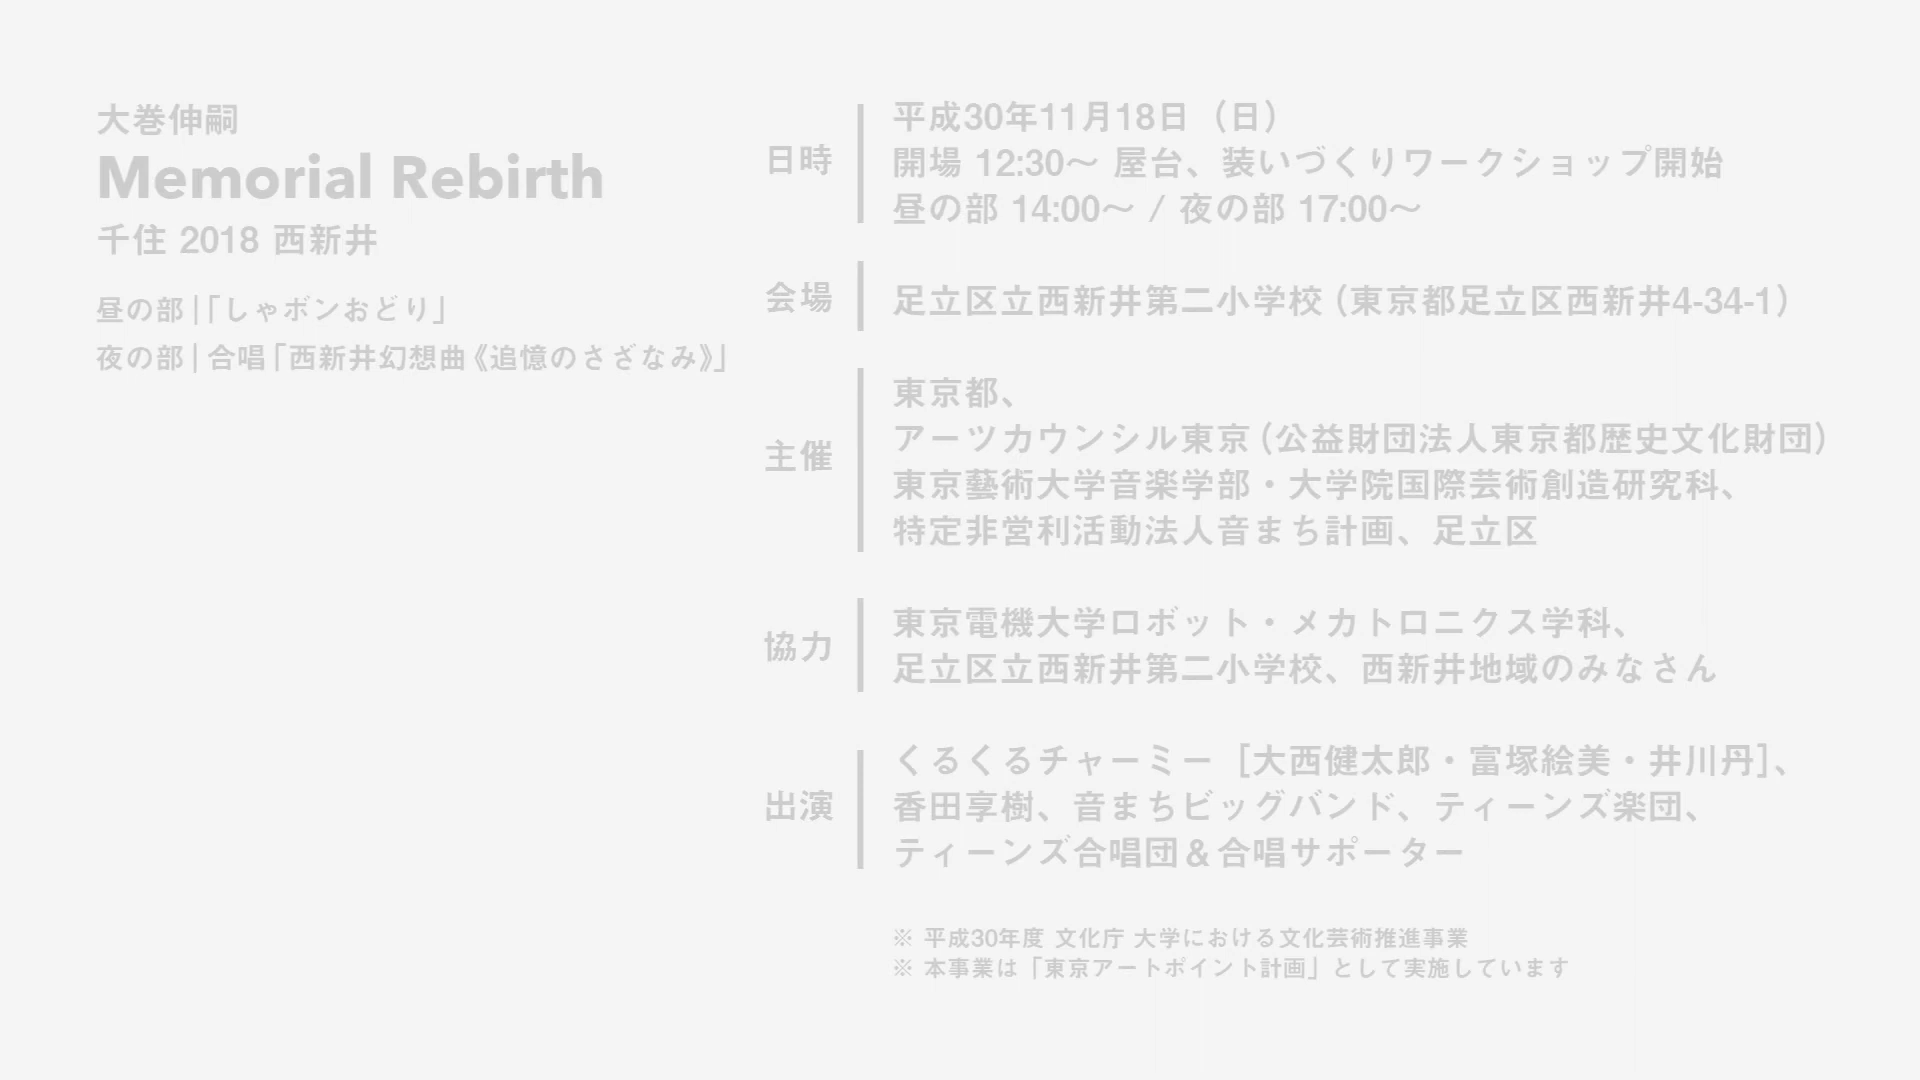 大巻伸嗣
Memorial Rebirth
千住 2018 西新井
昼の部|「しゃボンおどり」
夜の部|合唱「西新井幻想曲《追憶のさざなみ》」
日時
平成30年11月18日（日）
開場 12:30〜 屋台、装いづくりワークショップ開始
昼の部 14:00〜 / 夜の部 17:00〜
会場
足立区立西新井第二小学校（東京都足立区西新井4-34-1）
主催
東京都、
アーツカウンシル東京（公益財団法人東京都歴史文化財団）
東京藝術大学音楽学部・大学院国際芸術創造研究科、
特定非営利活動法人音まち計画、足立区
協力
東京電機大学ロボット・メカトロニクス学科、
足立区立西新井第二小学校、西新井地域のみなさん
出演
くるくるチャーミー［大西健太郎・富塚絵美・井川丹］、
香田享樹、音まちビッグバンド、ティーンズ楽団、
ティーンズ合唱団＆合唱サポーター
※ 平成30年度 文化庁 大学における文化芸術推進事業
※ 本事業は「東京アートポイント計画」として実施しています